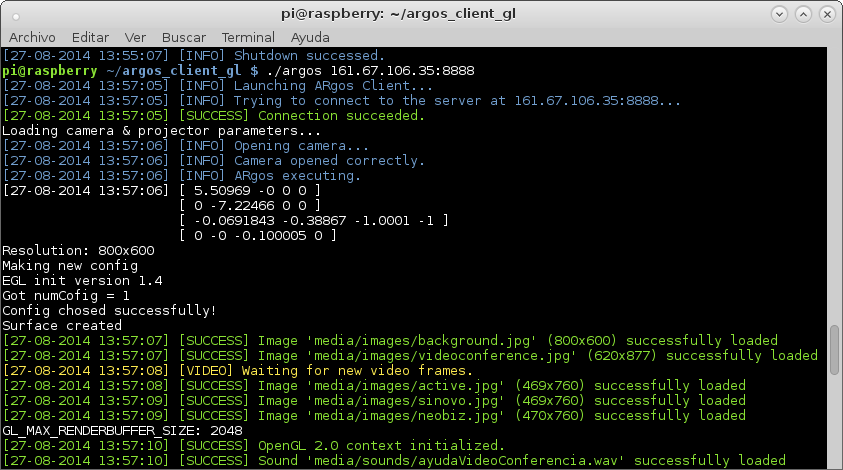 pi@raspberry: ~/argos_client_gl
Archivo Editar Ver Buscar Terminal Ayuda
[27-08-2014 13:55:07] [INFO] Shutdown successed.
pi@raspberry ~/argos_client_gl $ ./argos 161.67.106.35:8888
[27-08-2014 13:57:05] [INFO] Launching ARgos Client...
[27-08-2014 13:57:05] [INFO] Trying to connect to the server at 161.67.106.35:8888...
[27-08-2014 13:57:05] [SUCCESS] Connection succeeded.
Loading camera & projector parameters...
[27-08-2014 13:57:06] [INFO] Opening camera...
[27-08-2014 13:57:06] [INFO] Camera opened correctly.
[27-08-2014 13:57:06] [INFO] ARgos executing.
[27-08-2014 13:57:06] [ 5.50969 -0 0 0 ]
[ 0 -7.22466 0 0 ]
[ -0.0691843 -0.38867 -1.0001 -1 ]
[ 0 -0 -0.100005 0 ]
Resolution: 800x600
Making new config
EGL init version 1.4
Got numCofig = 1
Config chosed successfully!
Surface created
[27-08-2014 13:57:07] [SUCCESS] Image 'media/images/background.jpg' (800x600) successfully loaded
[27-08-2014 13:57:07] [SUCCESS] Image 'media/images/videoconference.jpg' (620x877) successfully loaded
[27-08-2014 13:57:08] [VIDEO] Waiting for new video frames.
[27-08-2014 13:57:08] [SUCCESS] Image 'media/images/active.jpg' (469x760) successfully loaded
[27-08-2014 13:57:09] [SUCCESS] Image 'media/images/sinovo.jpg' (469x760) successfully loaded
[27-08-2014 13:57:09] [SUCCESS] Image 'media/images/neobiz.jpg' (470x760) successfully loaded
GL_MAX_RENDERBUFFER_SIZE: 2048
[27-08-2014 13:57:10] [SUCCESS] OpenGL 2.0 context initialized.
[27-08-2014 13:57:10] [SUCCESS] Sound 'media/sounds/ayudaVideoConferencia.wav' successfully loaded